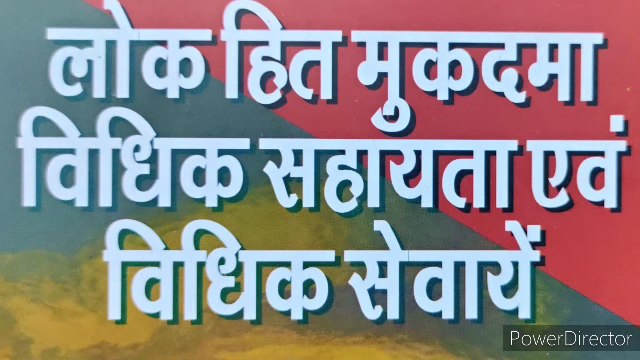 लोक हित मुकदमा
विधिक सहायता एवं
विधिक सेवायें
PowerDirector